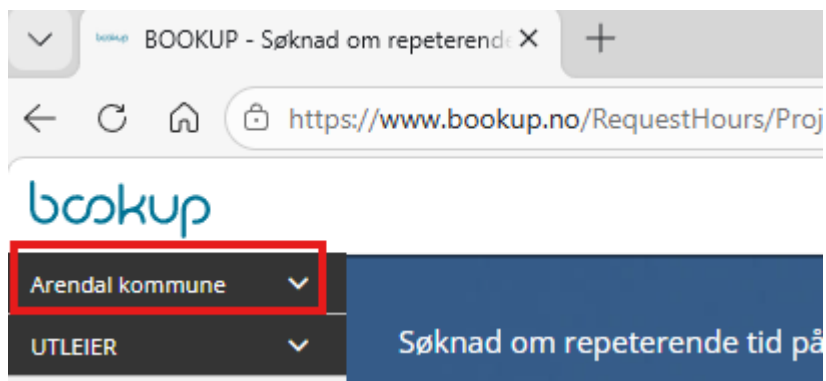 BOOKUP - Søknad om repeterende
https://www.bookup.no/RequestHours/Proj
bookup
Arendal kommune
UTLEIER
Søknad om repeterende tid på